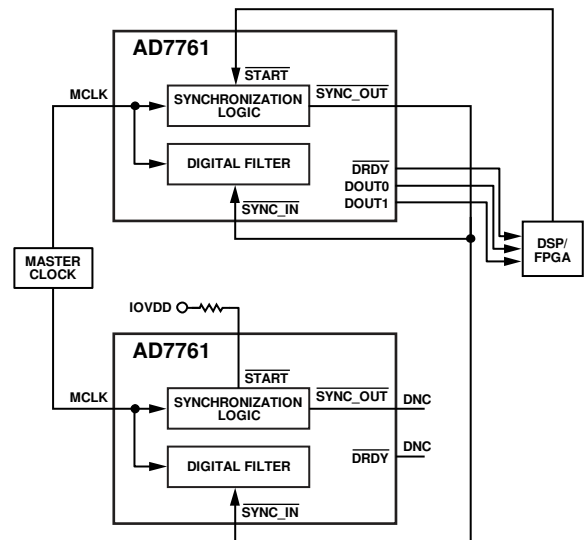 AD7761
START
MCLK
SYNCHRONIZATION
LOGIC
SYNC_OUT
DIGITAL FILTER
DRDY
DOUT0
DOUT1
SYNC_IN
DSP/
FPGA
MASTER
CLOCK
IOVDD
AD7761
START
MCLK
SYNCHRONIZATION
LOGIC
SYNC_OUT
DNC
DIGITAL FILTER
DRDY
DNC
SYNC_IN